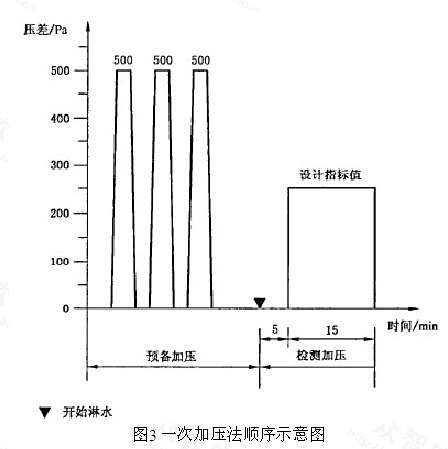 压差/Pa
500 500 500
500
400
300
200
100
0
设计指标值
5
15
时间/min
预备加压
检测加压
▼ 开始淋水
图3 一次加压法顺序示意图